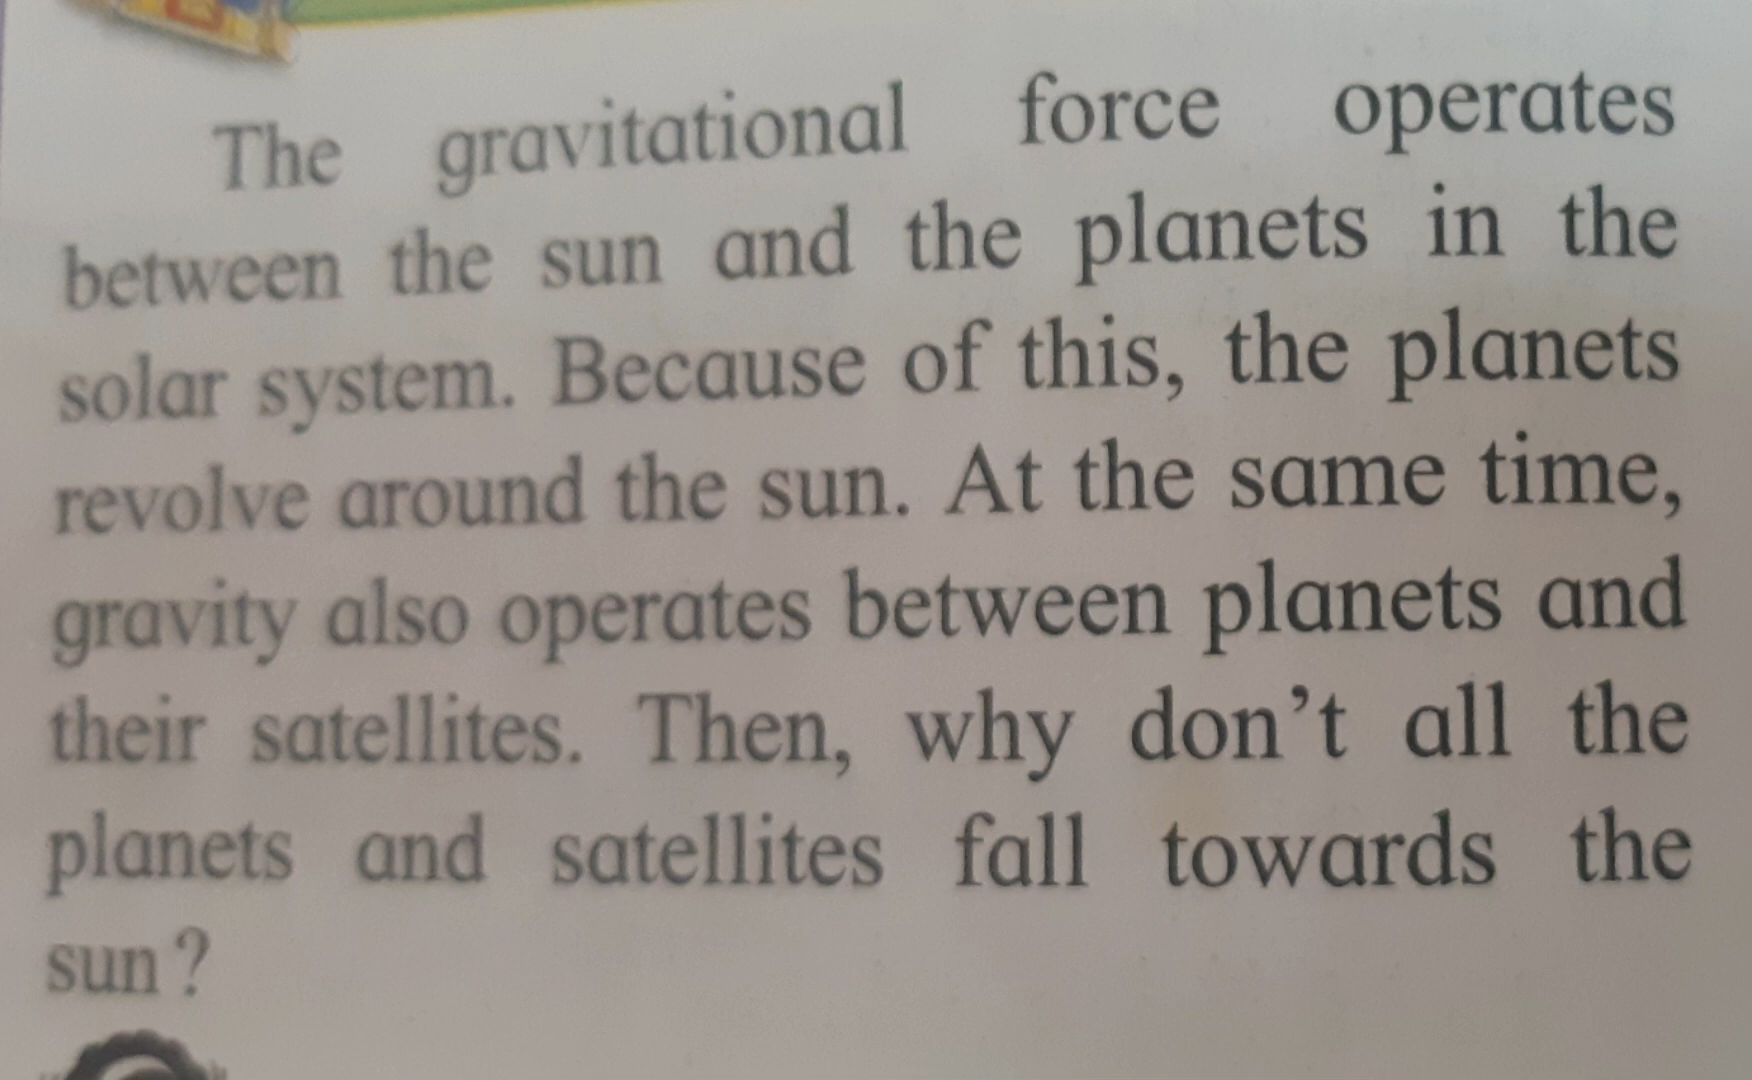 The gravitational force operates
between the sun and the planets in the
solar system. Because of this, the planets
revolve around the sun. At the same time,
gravity also operates between planets and
their satellites. Then, why don’t all the
planets and satellites fall towards the
sun ?